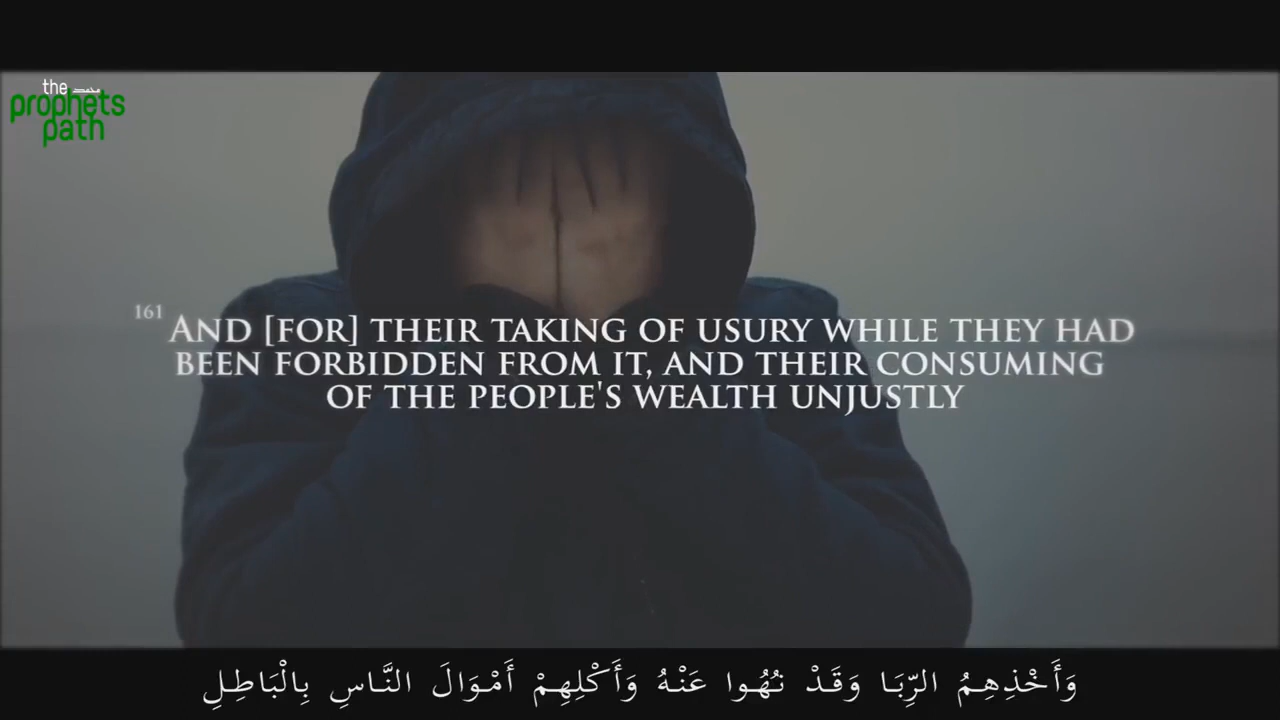 the محمد
prophets
path
161 And [for] their taking of usury while they had
been forbidden from it, and their consuming
of the people's wealth unjustly
وَأَخْذِهِمُ الرِّبَا وَقَدْ نُهُوا عَنْهُ وَأَكْلِهِمْ أَمْوَالَ النَّاسِ بِالْبَاطِلِ